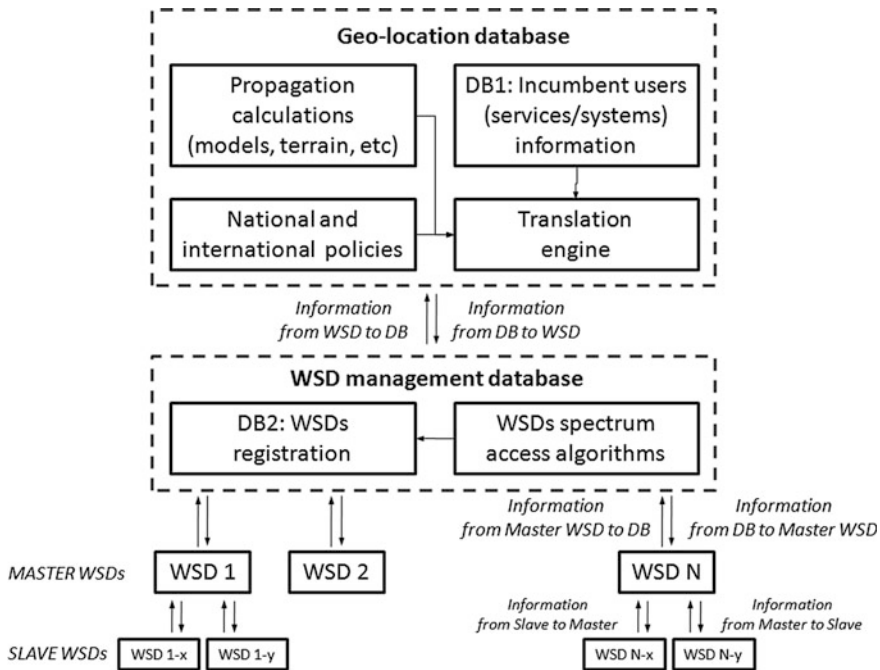 Geo-location database
Propagation
calculations
(models, terrain, etc)
DB1: Incumbent users
(services/systems)
information
National and
international policies
Translation
engine
Information
from WSD to DB
Information
from DB to WSD
WSD management database
DB2: WSDs
registration
WSDs spectrum
access algorithms
Information
from Master WSD to DB
Information
from DB to Master WSD
MASTER WSDs
WSD 1
WSD 2
WSD N
Information
from Slave to Master
Information
from Master to Slave
SLAVE WSDs
WSD 1-x
WSD 1-y
WSD N-x
WSD N-y